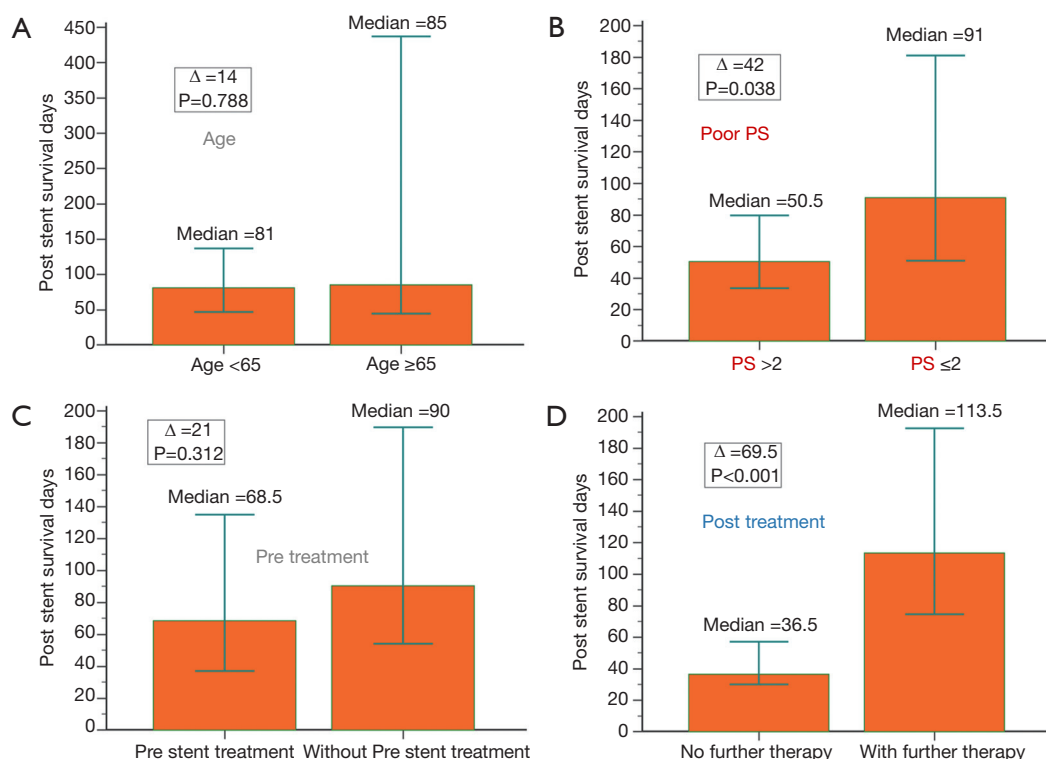 A
Post stent survival days
450
400
350
300
250
200
150
100
50
0
Δ =14
P=0.788
Age
Median =81
Median =85
Age <65
Age ≥65
B
Post stent survival days
200
180
160
140
120
100
80
60
40
20
0
Δ =42
P=0.038
Poor PS
Median =50.5
Median =91
PS >2
PS ≤2
C
Post stent survival days
200
180
160
140
120
100
80
60
40
20
0
Δ =21
P=0.312
Pre treatment
Median =68.5
Median =90
Pre stent treatment
Without Pre stent treatment
D
Post stent survival days
200
180
160
140
120
100
80
60
40
20
0
Δ =69.5
P<0.001
Post treatment
Median =36.5
Median =113.5
No further therapy
With further therapy